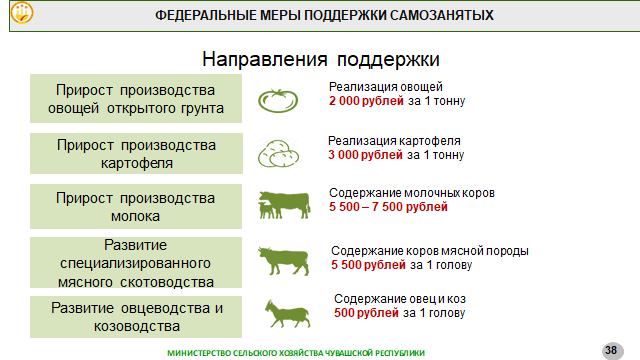 ФЕДЕРАЛЬНЫЕ МЕРЫ ПОДДЕРЖКИ САМОЗАНЯТЫХ
Направления поддержки
Прирост производства
овощей открытого грунта
Реализация овощей
2 000 рублей за 1 тонну
Прирост производства
картофеля
Реализация картофеля
3 000 рублей за 1 тонну
Прирост производства
молока
Содержание молочных коров
5 500 – 7 500 рублей
Развитие
специализированного
мясного скотоводства
Содержание коров мясной породы
5 500 рублей за 1 голову
Развитие овцеводства и
козоводства
Содержание овец и коз
500 рублей за 1 голову
МИНИСТЕРСТВО СЕЛЬСКОГО ХОЗЯЙСТВА ЧУВАШСКОЙ РЕСПУБЛИКИ
38